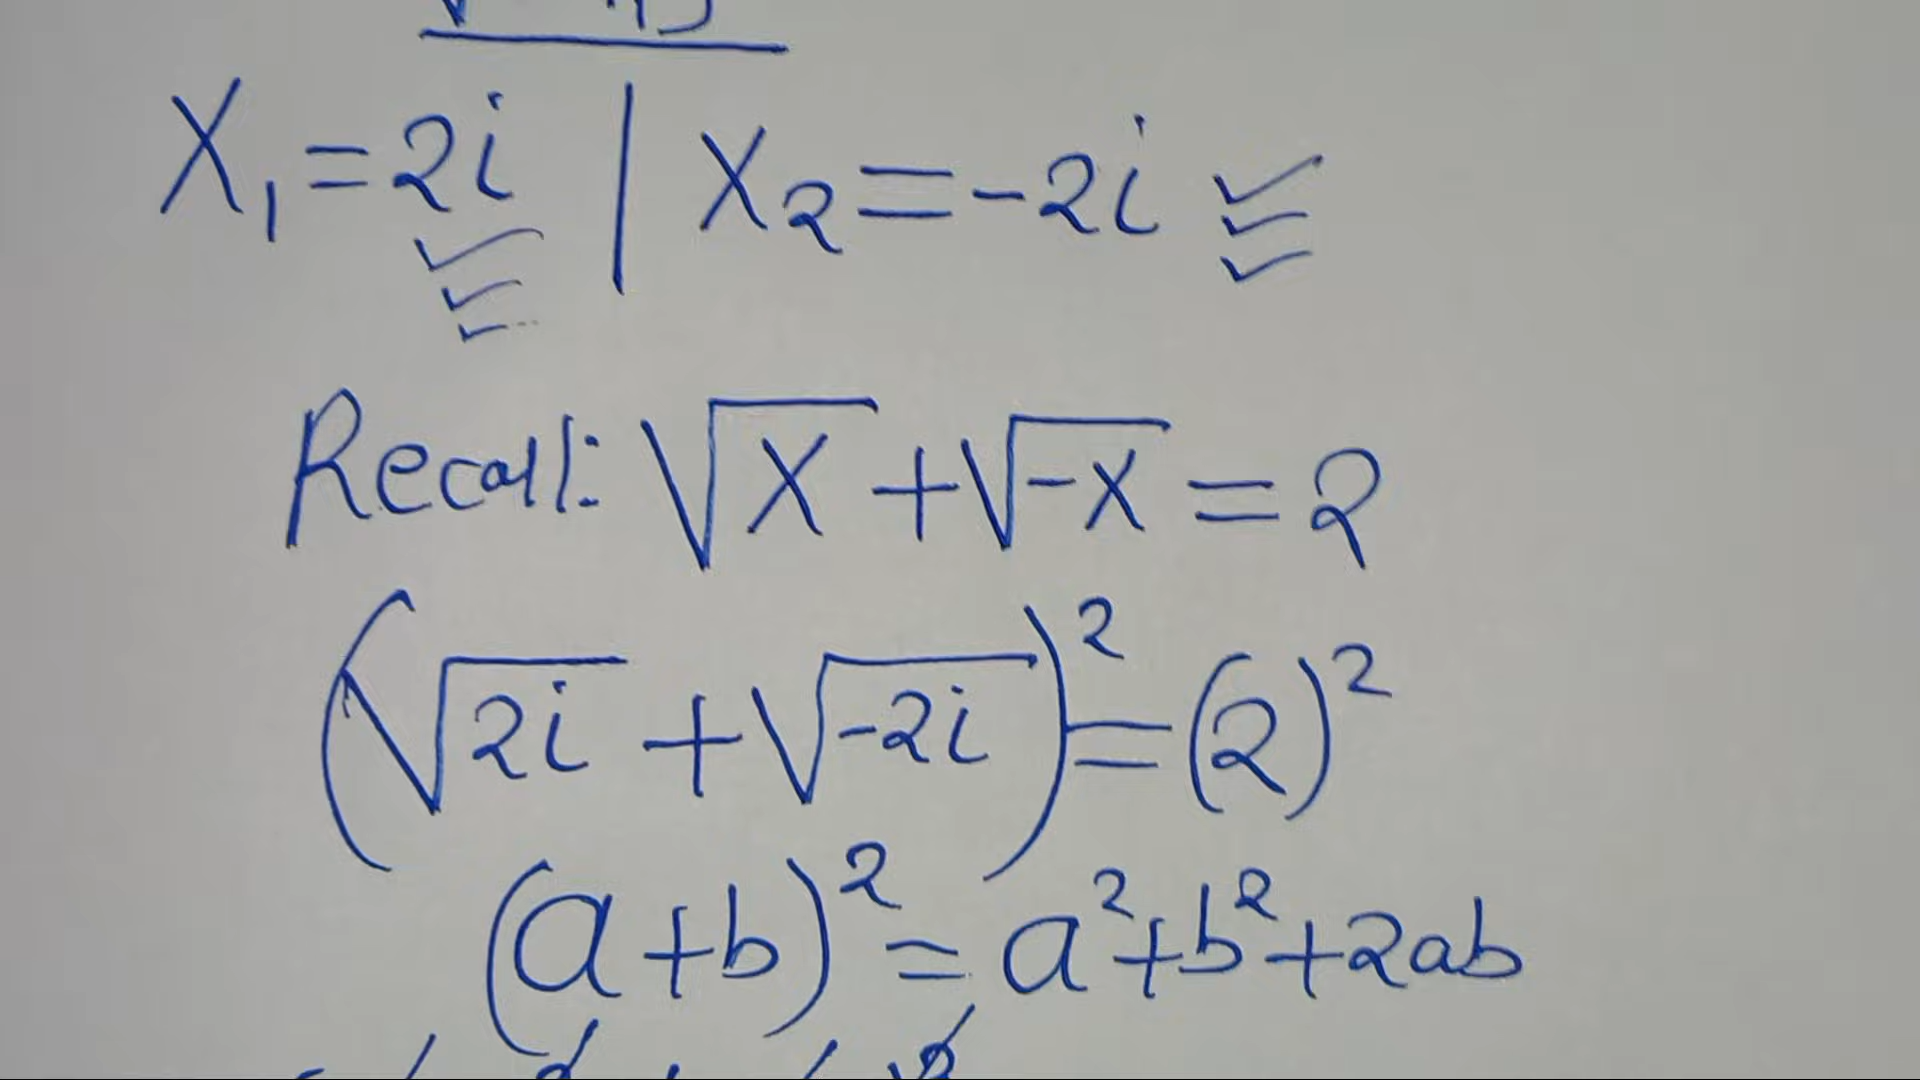 X₁ = 2i | X₂ = -2i
Recall: √X + √-X = 2
(√2i + √-2i)² = (2)²
(a+b)² = a²+b²+2ab